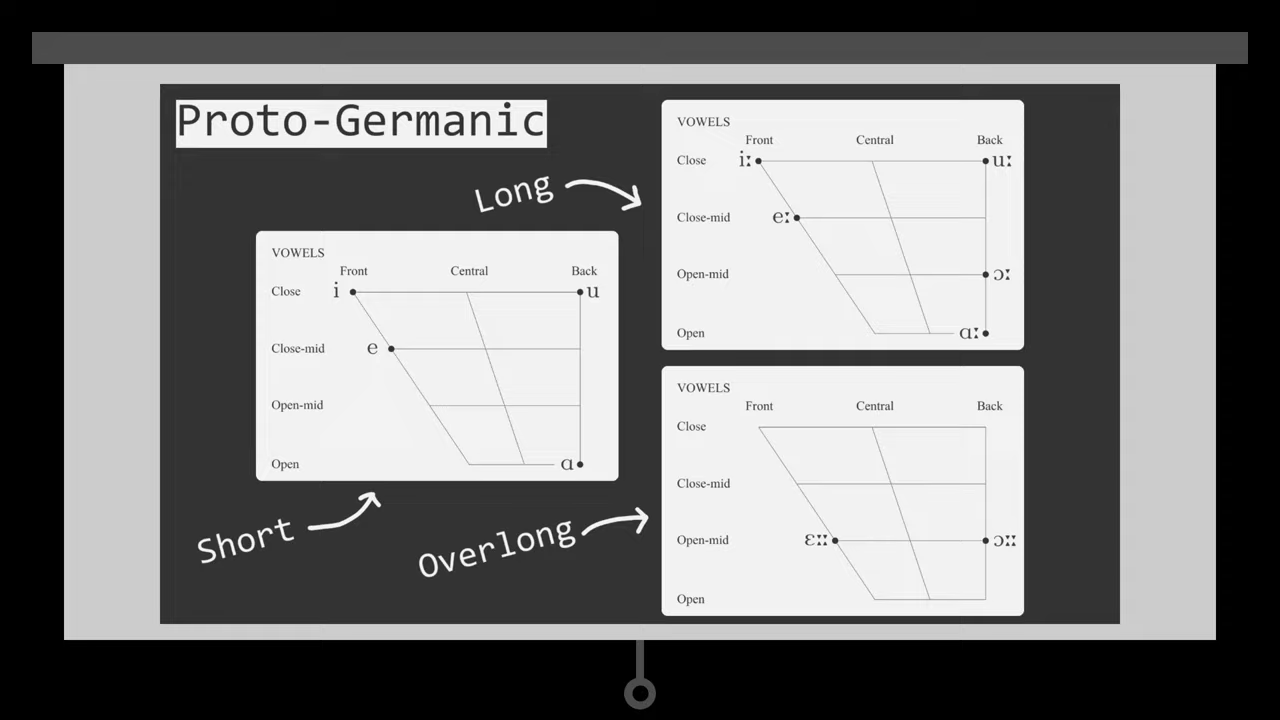 Proto-Germanic
Long
Short
Overlong
VOWELS
Front Central Back
Close i u
Close-mid e
Open-mid
Open ɑ
VOWELS
Front Central Back
Close iː uː
Close-mid eː
Open-mid ɔː
Open ɑː
VOWELS
Front Central Back
Close
Close-mid
Open-mid ɛːː ɔːː
Open